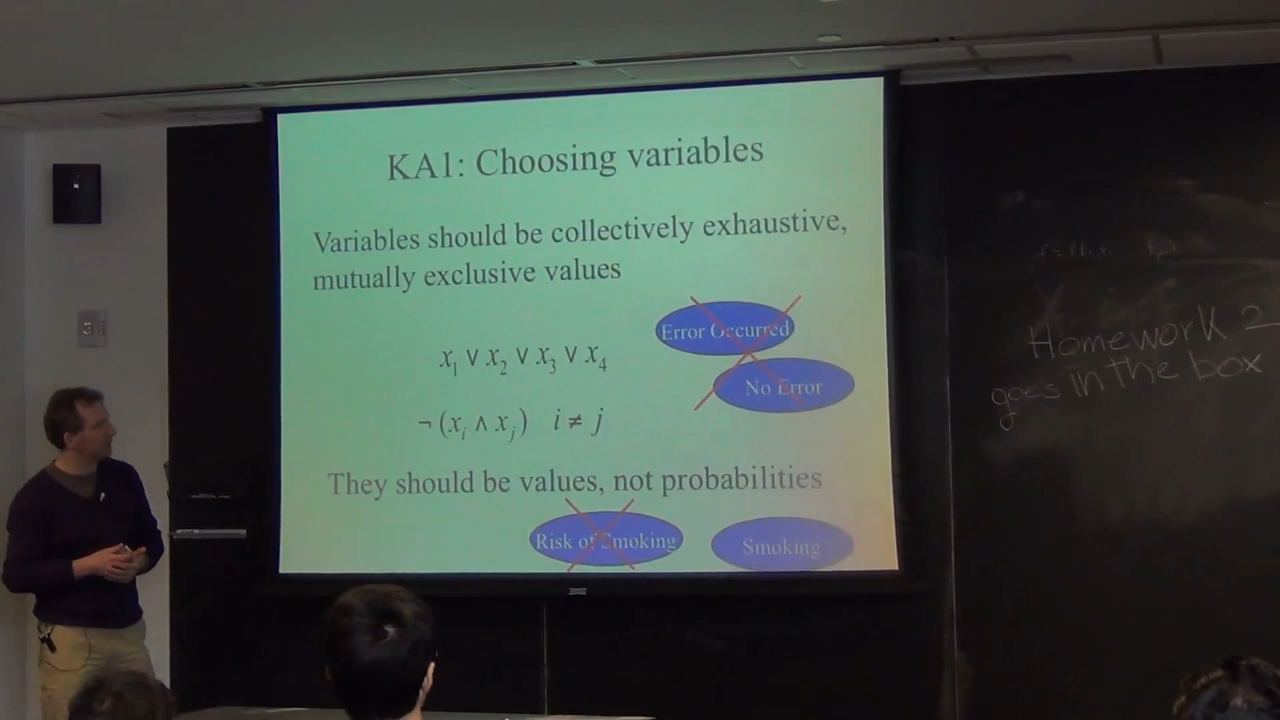 KA1: Choosing variables
Variables should be collectively exhaustive,
mutually exclusive values
x₁ ∨ x₂ ∨ x₃ ∨ x₄
Error Occurred
No Error
¬ (xᵢ ∧ xⱼ) i ≠ j
They should be values, not probabilities
Risk of Smoking
Smoking
Homework 2
goes in the box